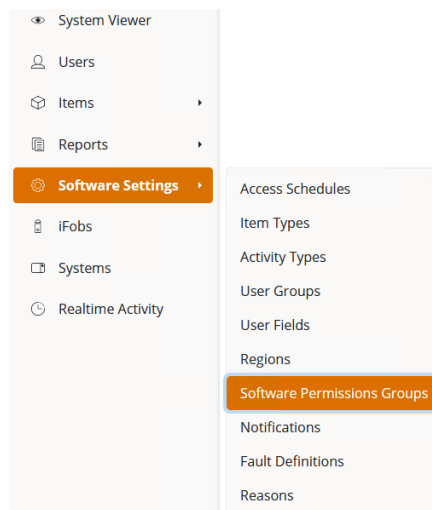 System Viewer
Users
Items
Reports
Software Settings
iFobs
Systems
Realtime Activity
Access Schedules
Item Types
Activity Types
User Groups
User Fields
Regions
Software Permissions Groups
Notifications
Fault Definitions
Reasons